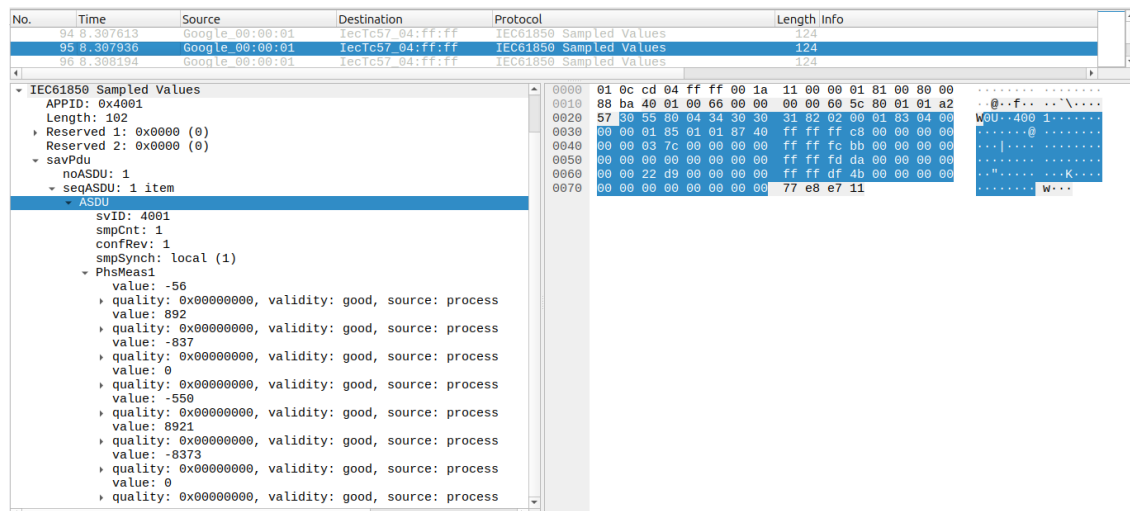 No. Time Source Destination Protocol Length Info
94 8.307613 Google_00:00:01 IecTc57_04:ff:ff IEC61850 Sampled Values 124
95 8.307936 Google_00:00:01 IecTc57_04:ff:ff IEC61850 Sampled Values 124
96 8.308194 Google_00:00:01 IecTc57_04:ff:ff IEC61850 Sampled Values 124
IEC61850 Sampled Values
APPID: 0x4001
Length: 102
Reserved 1: 0x0000 (0)
Reserved 2: 0x0000 (0)
savPdu
noASDU: 1
seqASDU: 1 item
ASDU
svID: 4001
smpCnt: 1
confRev: 1
smpSynch: local (1)
PhsMeas1
value: -56
quality: 0x00000000, validity: good, source: process
value: 892
quality: 0x00000000, validity: good, source: process
value: -837
quality: 0x00000000, validity: good, source: process
value: 0
quality: 0x00000000, validity: good, source: process
value: -550
quality: 0x00000000, validity: good, source: process
value: 8921
quality: 0x00000000, validity: good, source: process
value: -8373
quality: 0x00000000, validity: good, source: process
value: 0
quality: 0x00000000, validity: good, source: process
0000 01 0c cd 04 ff ff 00 1a 11 00 00 01 81 00 80 00 ········ ········
0010 88 ba 40 01 00 66 00 00 00 00 60 5c 80 01 01 a2 ··@··f·· ··`\····
0020 57 30 55 80 04 34 30 30 31 82 02 00 01 83 04 00 W0U··400 1·······
0030 00 00 01 85 01 01 87 40 ff ff ff c8 00 00 00 00 ·······@ ········
0040 00 00 03 7c 00 00 00 00 ff ff fc bb 00 00 00 00 ···|···· ········
0050 00 00 00 00 00 00 00 00 ff ff fd da 00 00 00 00 ········ ········
0060 00 00 22 d9 00 00 00 00 ff ff df 4b 00 00 00 00 ··"····· ···K····
0070 00 00 00 00 00 00 00 00 77 e8 e7 11 ········ w···